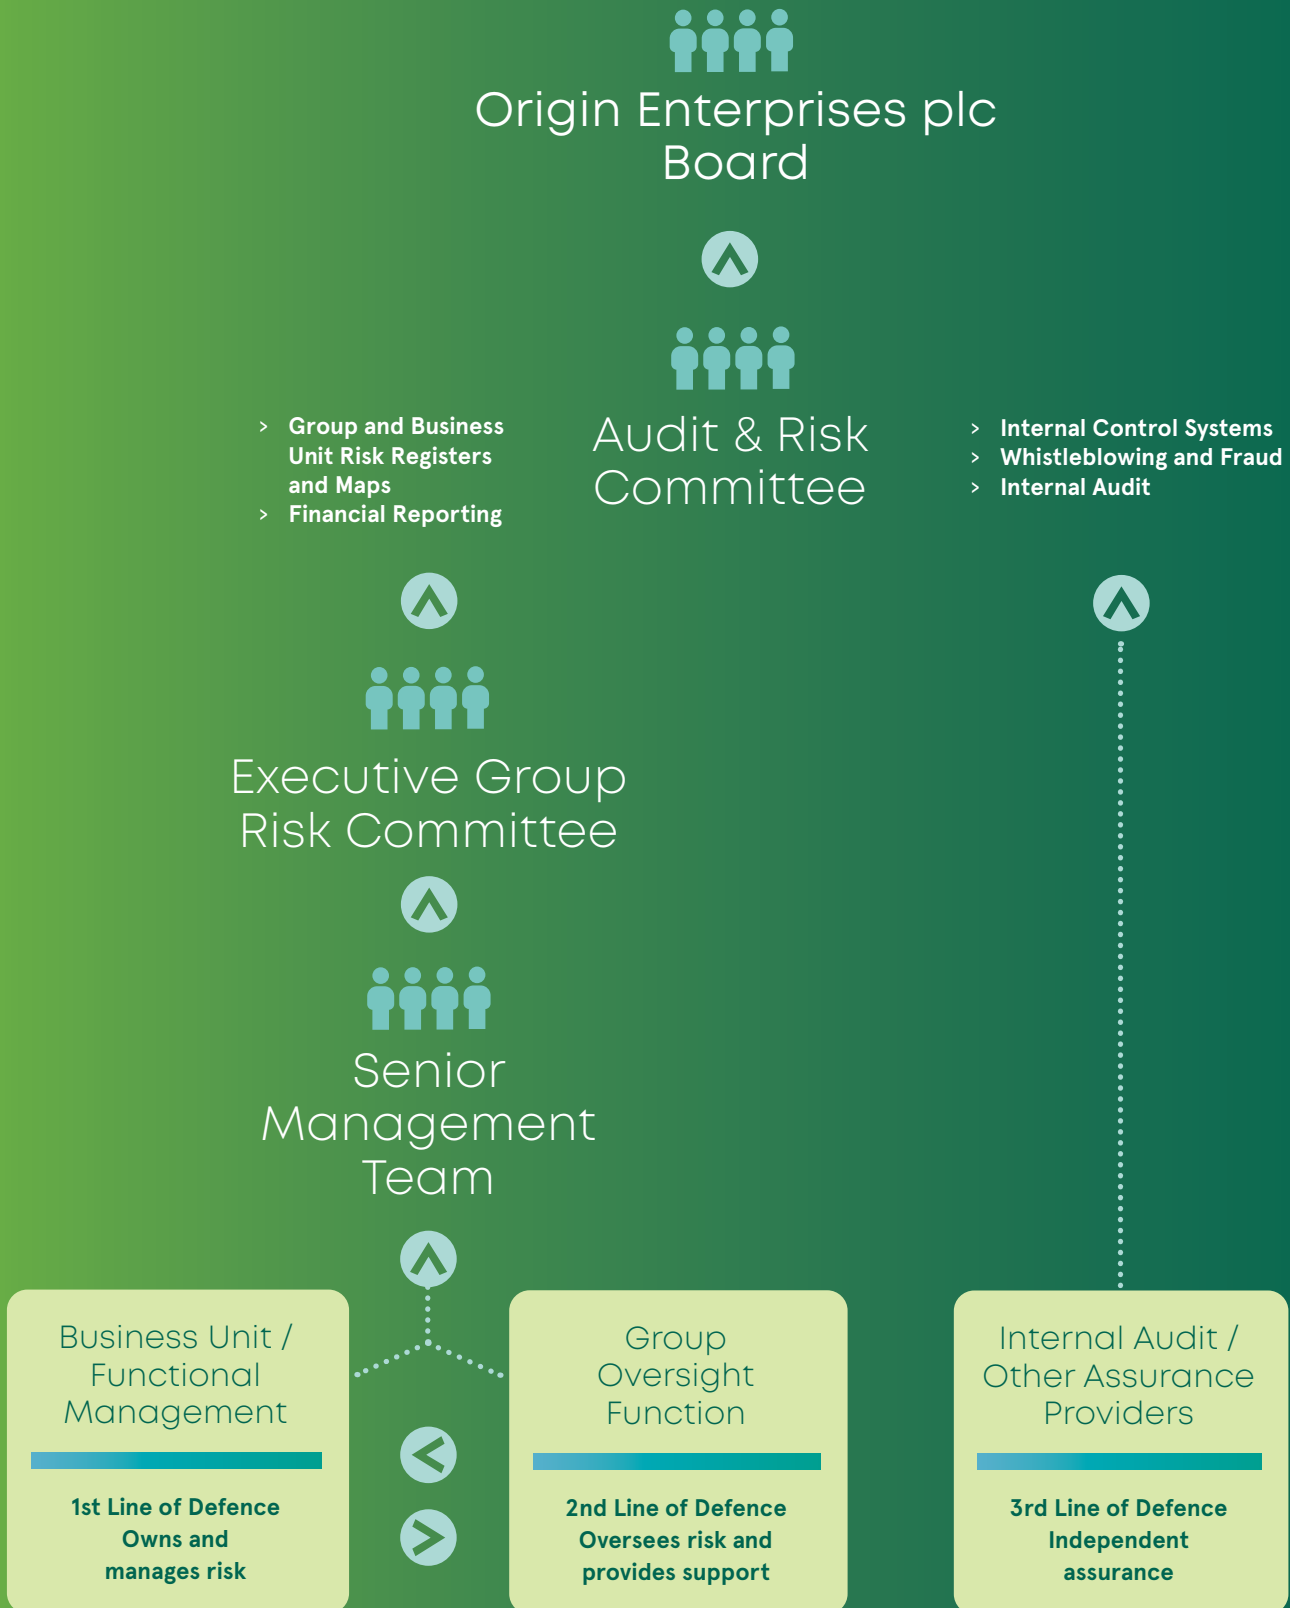 Origin Enterprises plc
Board
> Group and Business
Unit Risk Registers
and Maps
> Financial Reporting
Audit & Risk
Committee
> Internal Control Systems
> Whistleblowing and Fraud
> Internal Audit
Executive Group
Risk Committee
Senior
Management
Team
Business Unit /
Functional
Management
1st Line of Defence
Owns and
manages risk
Group
Oversight
Function
2nd Line of Defence
Oversees risk and
provides support
Internal Audit /
Other Assurance
Providers
3rd Line of Defence
Independent
assurance